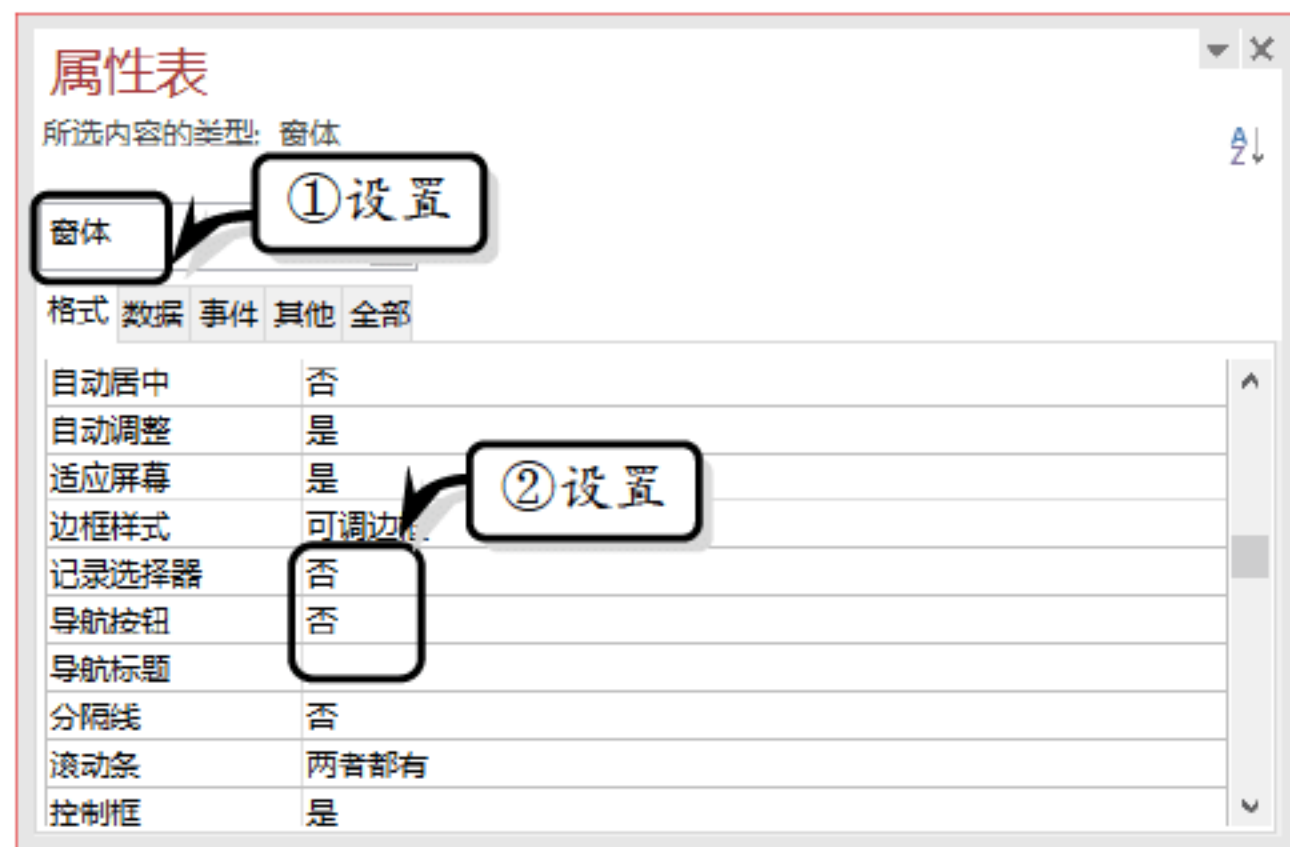 属性表
所选内容的类型: 窗体
①设置
窗体
格式 数据 事件 其他 全部
自动居中 否
自动调整 是
适应屏幕 是
②设置
边框样式 可调边
记录选择器 否
导航按钮 否
导航标题
分隔线 否
滚动条 两者都有
控制框 是